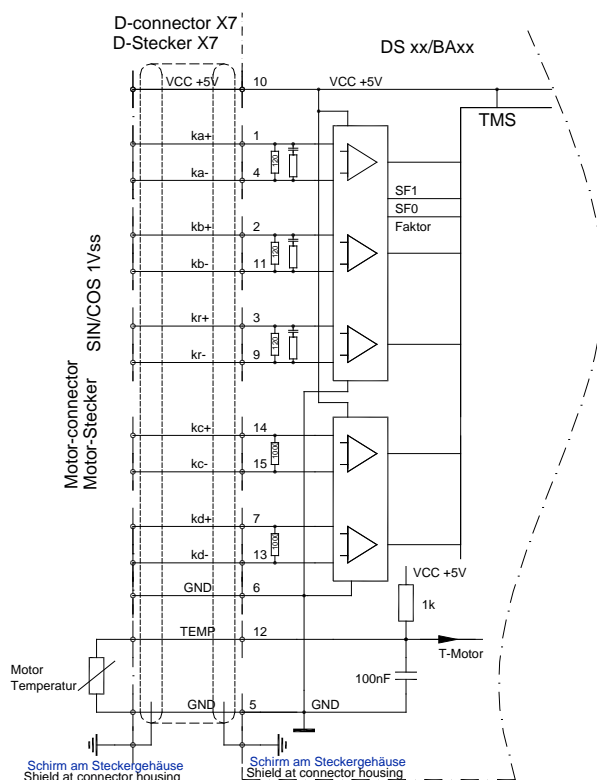 D-connector X7
D-Stecker X7
DS xx/BAxx
VCC +5V 10 VCC +5V
TMS
ka+ 1
120
ka- 4
SF1
SF0
Faktor
kb+ 2
120
kb- 11
kr+ 3
120
kr- 9
SIN/COS 1Vss
Motor-connector
Motor-Stecker
kc+ 14
1000
kc- 15
kd+ 7
1000
kd- 13
VCC +5V
GND 6
1k
TEMP 12
T-Motor
Motor
Temperatur
100nF
GND 5 GND
Schirm am Steckergehäuse
Shield at connector housing
Schirm am Steckergehäuse
Shield at connector housing